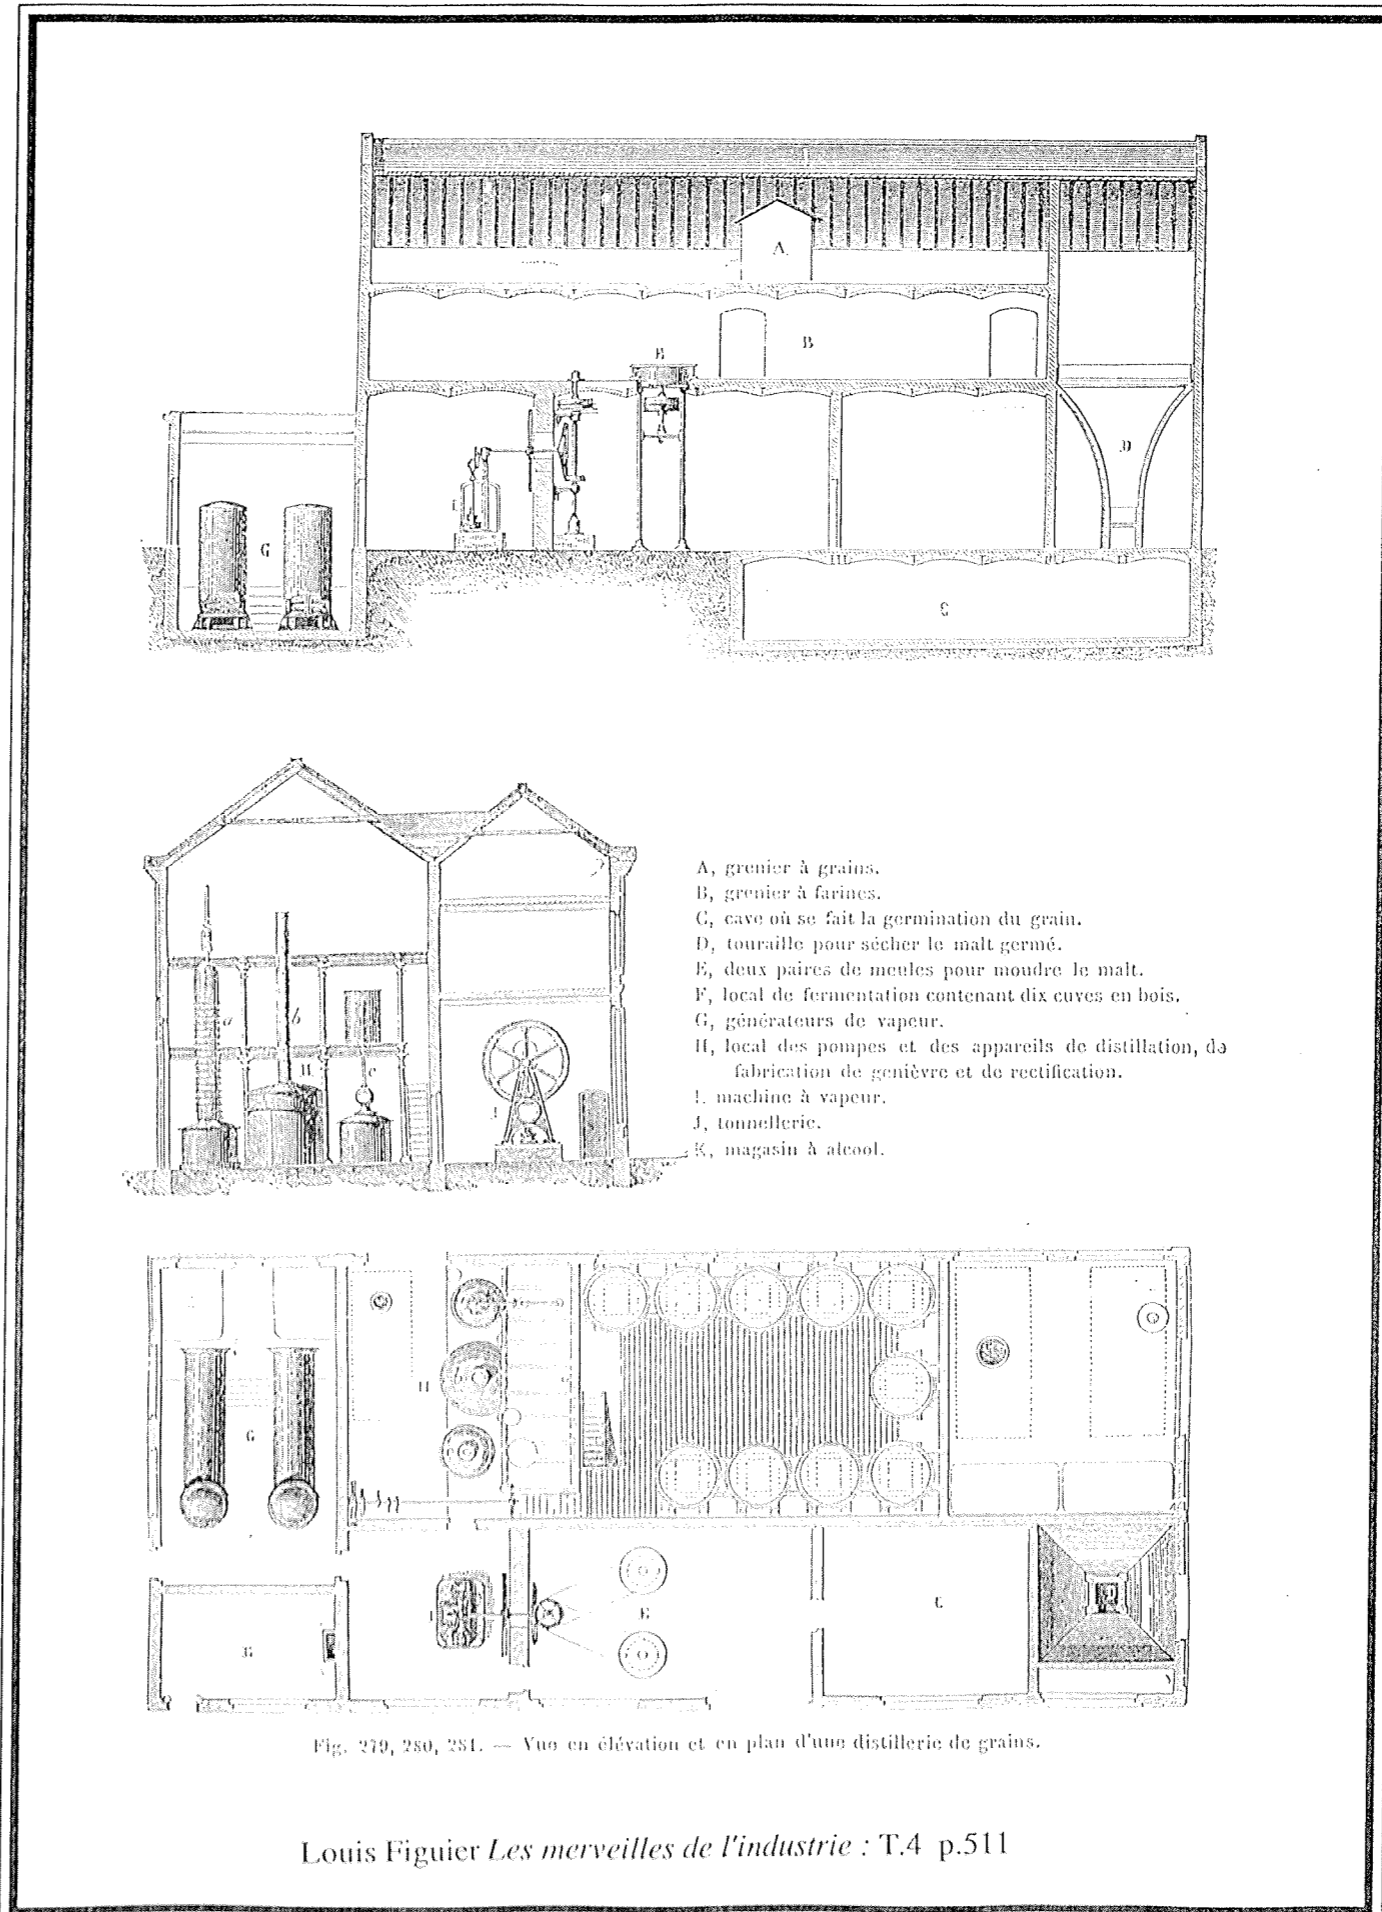 A.
B
E
D
G
C
A, grenier à grains.
B, grenier à farines.
C, cave où se fait la germination du grain.
D, touraille pour sécher le malt germé.
E, deux paires de meules pour moudre le malt.
F, local de fermentation contenant dix cuves en bois.
G, générateurs de vapeur.
H, local des pompes et des appareils de distillation, de
fabrication de genièvre et de rectification.
I. machine à vapeur.
J, tonnellerie.
K, magasin à alcool.
a
b
H
c
I
H
b
G
I
E
Fig. 279, 280, 281. — Vue en élévation et en plan d'une distillerie de grains.
Louis Figuier Les merveilles de l'industrie : T.4 p.511